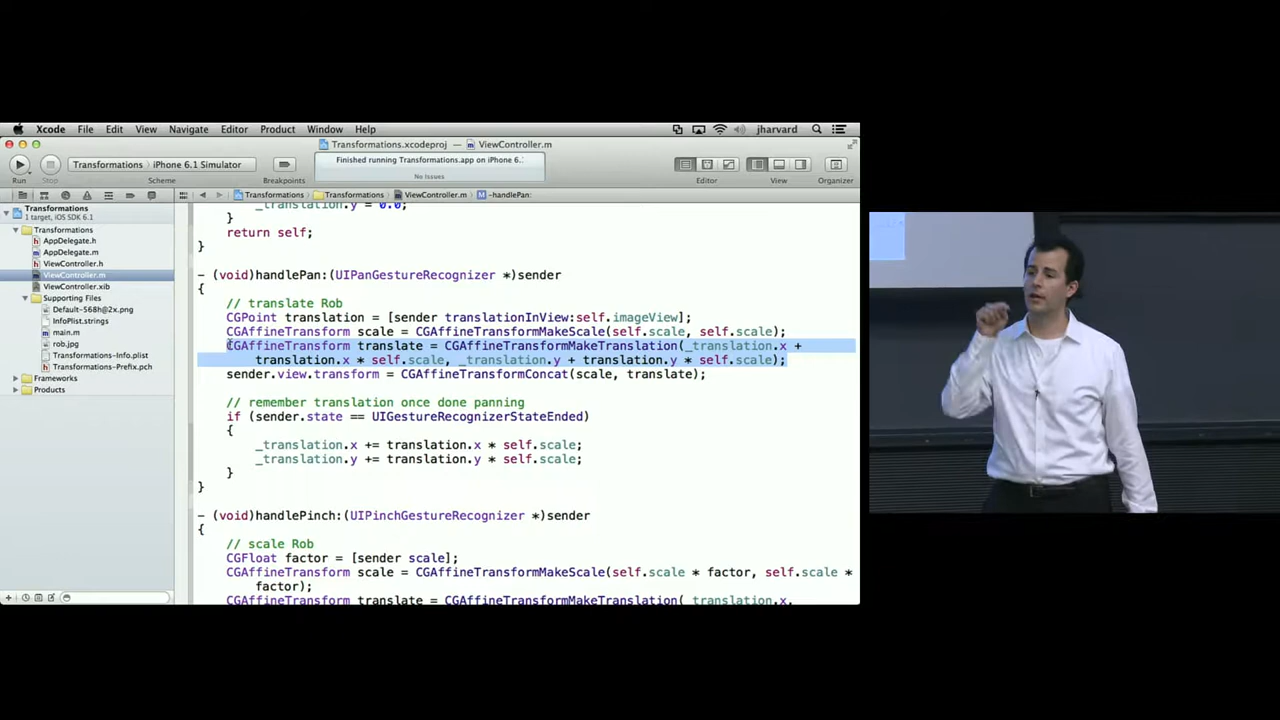 Xcode File Edit View Navigate Editor Product Window Help jharvard
Transformations.xcodeproj — ViewController.m
Transformations iPhone 6.1 Simulator
Finished running Transformations.app on iPhone 6.
No Issues
Run Stop Scheme Breakpoints Editor View Organizer
Transformations Transformations ViewController.m M -handlePan:
Transformations
1 target, iOS SDK 6.1
Transformations
h AppDelegate.h
m AppDelegate.m
h ViewController.h
m ViewController.m
ViewController.xib
Supporting Files
Default-568h@2x.png
InfoPlist.strings
m main.m
rob.jpg
Transformations-Info.plist
Transformations-Prefix.pch
Frameworks
Products
_translation.y = 0.0;
}
return self;
}
- (void)handlePan:(UIPanGestureRecognizer *)sender
{
// translate Rob
CGPoint translation = [sender translationInView:self.imageView];
CGAffineTransform scale = CGAffineTransformMakeScale(self.scale, self.scale);
CGAffineTransform translate = CGAffineTransformMakeTranslation(_translation.x +
translation.x * self.scale, _translation.y + translation.y * self.scale);
sender.view.transform = CGAffineTransformConcat(scale, translate);
// remember translation once done panning
if (sender.state == UIGestureRecognizerStateEnded)
{
_translation.x += translation.x * self.scale;
_translation.y += translation.y * self.scale;
}
}
- (void)handlePinch:(UIPinchGestureRecognizer *)sender
{
// scale Rob
CGFloat factor = [sender scale];
CGAffineTransform scale = CGAffineTransformMakeScale(self.scale * factor, self.scale *
factor);
CGAffineTransform translate = CGAffineTransformMakeTranslation(_translation.x,